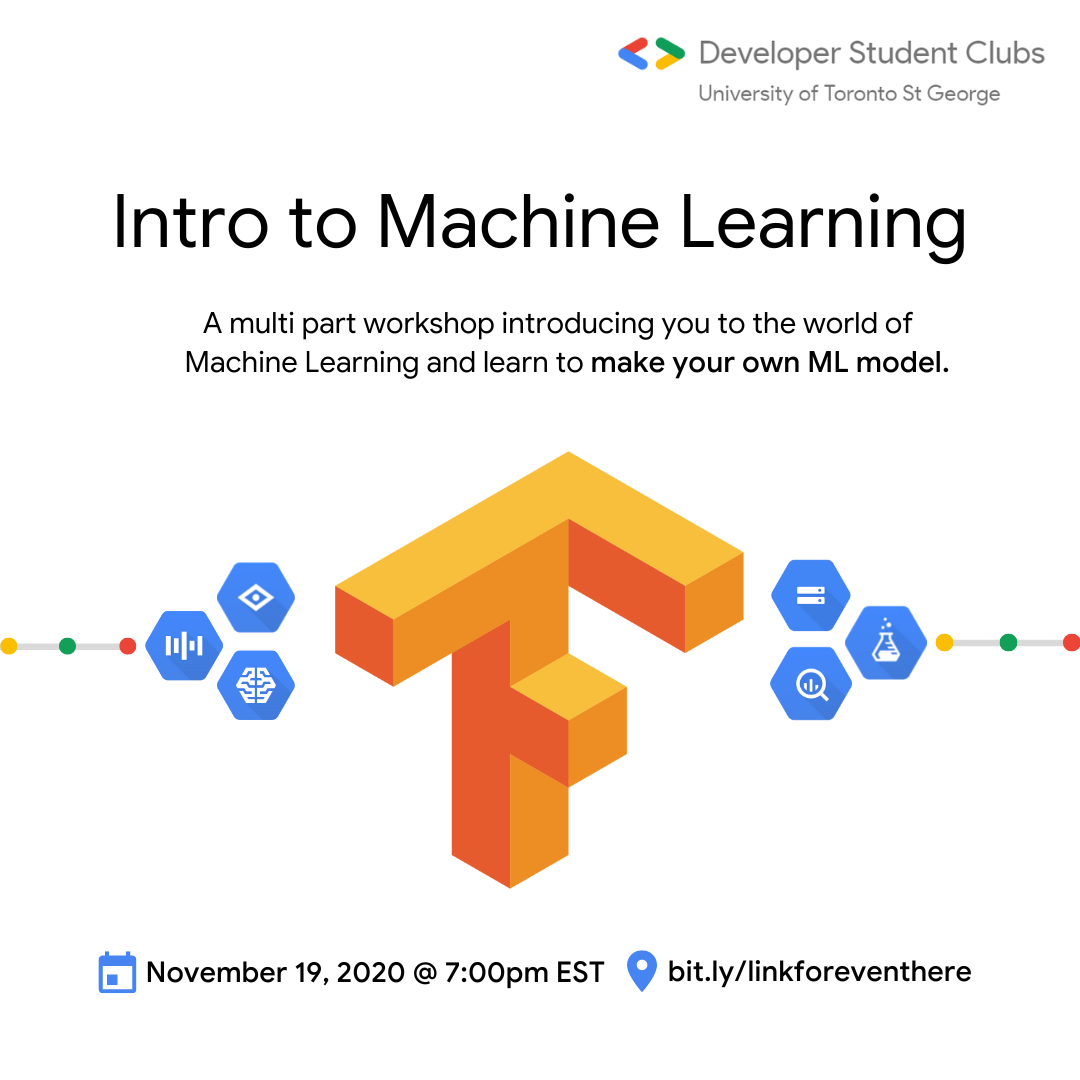 Developer Student Clubs
University of Toronto St George
Intro to Machine Learning
A multi part workshop introducing you to the world of
Machine Learning and learn to make your own ML model.
November 19, 2020 @ 7:00pm EST
bit.ly/linkforeventhere